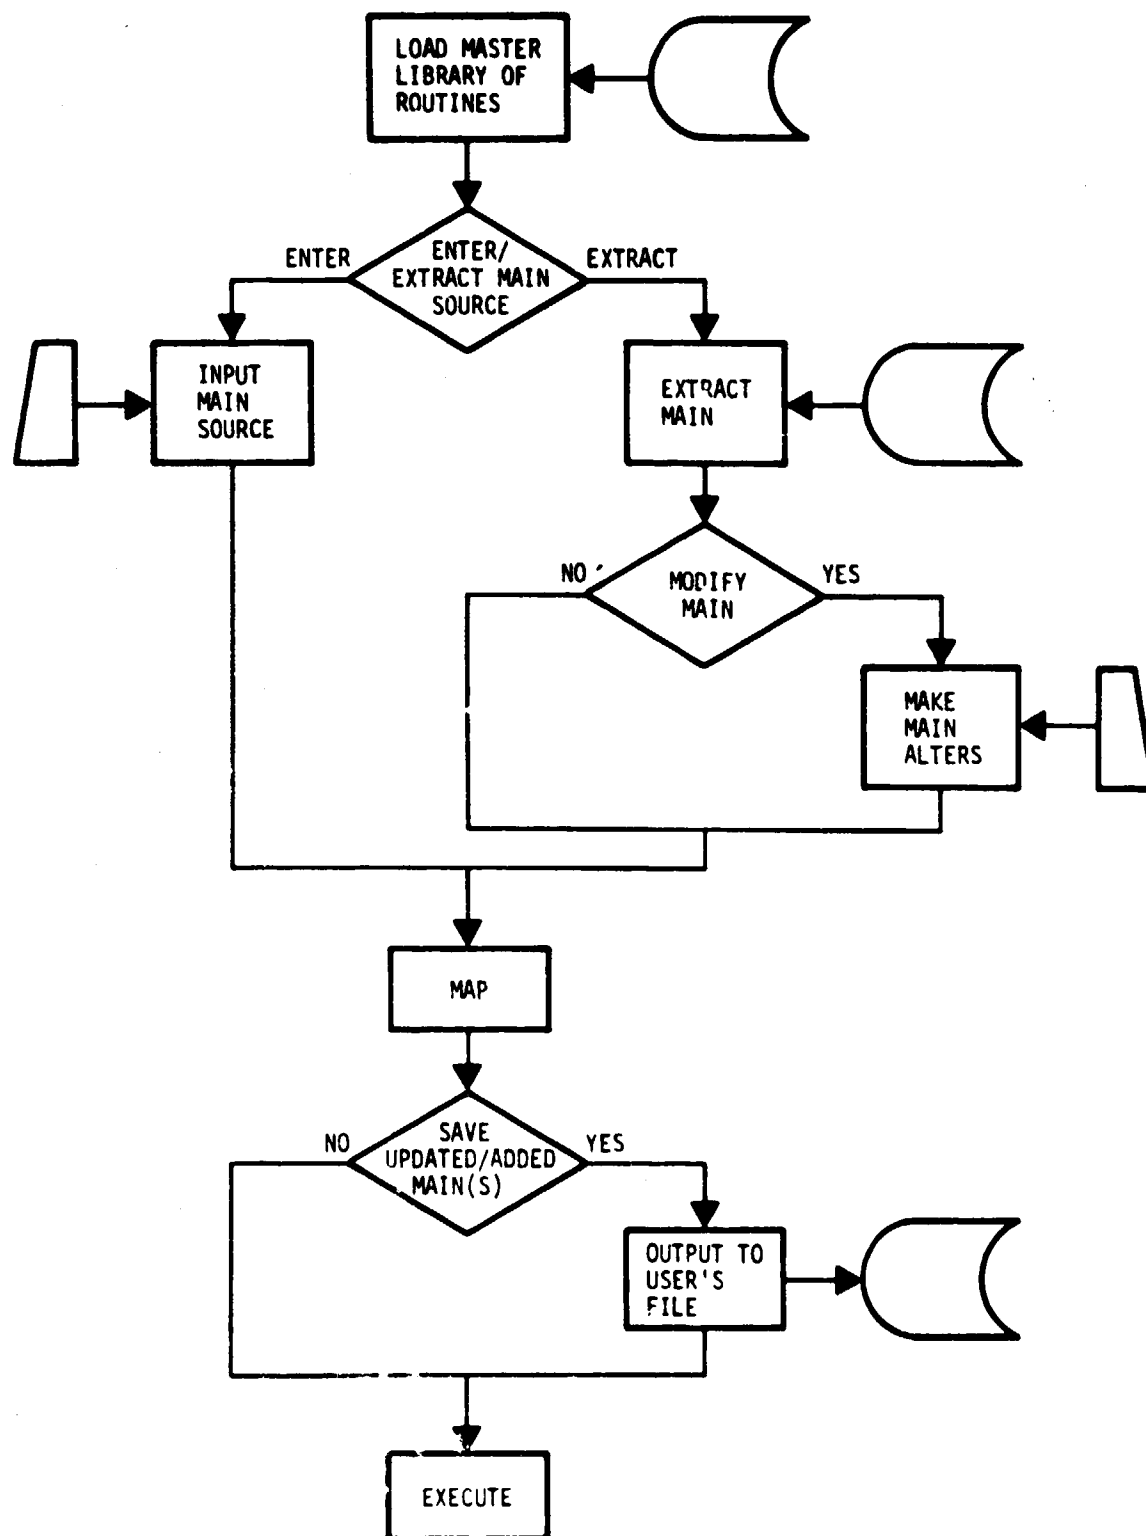 LOAD MASTER
LIBRARY OF
ROUTINES
ENTER
ENTER/
EXTRACT MAIN
SOURCE
EXTRACT
INPUT
MAIN
SOURCE
EXTRACT
MAIN
NO
MODIFY
MAIN
YES
MAKE
MAIN
ALTERS
MAP
NO
SAVE
UPDATED/ADDED
MAIN(S)
YES
OUTPUT TO
USER'S
FILE
EXECUTE